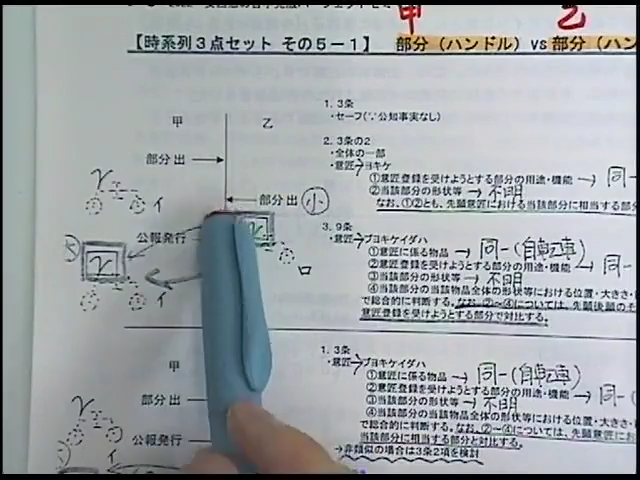 甲 乙
【時系列3点セット その5-1】 部分（ハンドル）vs 部分（ハン
甲 乙
部分出
部分出 小
公報発行
イ
ロ
イ
1. 3条
・セーフ（∵公知事実なし）
2. 3条の2
・全体の一部
・意匠→ヨキケ
①意匠登録を受けようとする部分の用途・機能 → 同一
②当該部分の形状等 → 不明
なお、①②とも、先願意匠における当該部分に相当する部分
3. 9条
・意匠→ブヨキケイダハ
①意匠に係る物品 → 同一（自転車）
②意匠登録を受けようとする部分の用途・機能 → 同一
③当該部分の形状等 → 不明
④当該部分の当該物品全体の形状等における位置・大きさ・
で総合的に判断する。なお、②～④については、先願後願のそ
意匠登録を受けようとする部分で対比する。
甲 乙
部分出
公報発行
イ
1. 3条
・意匠→ブヨキケイダハ
①意匠に係る物品 → 同一（自転車）
②意匠登録を受けようとする部分の用途・機能 → 同一
③当該部分の形状等 → 不明
④当該部分の当該物品全体の形状等における位置・大
で総合的に判断する。なお、②～④については、先願意匠にお
当該部分に相当する部分と対比する。
→非類似の場合は3条2項を検討